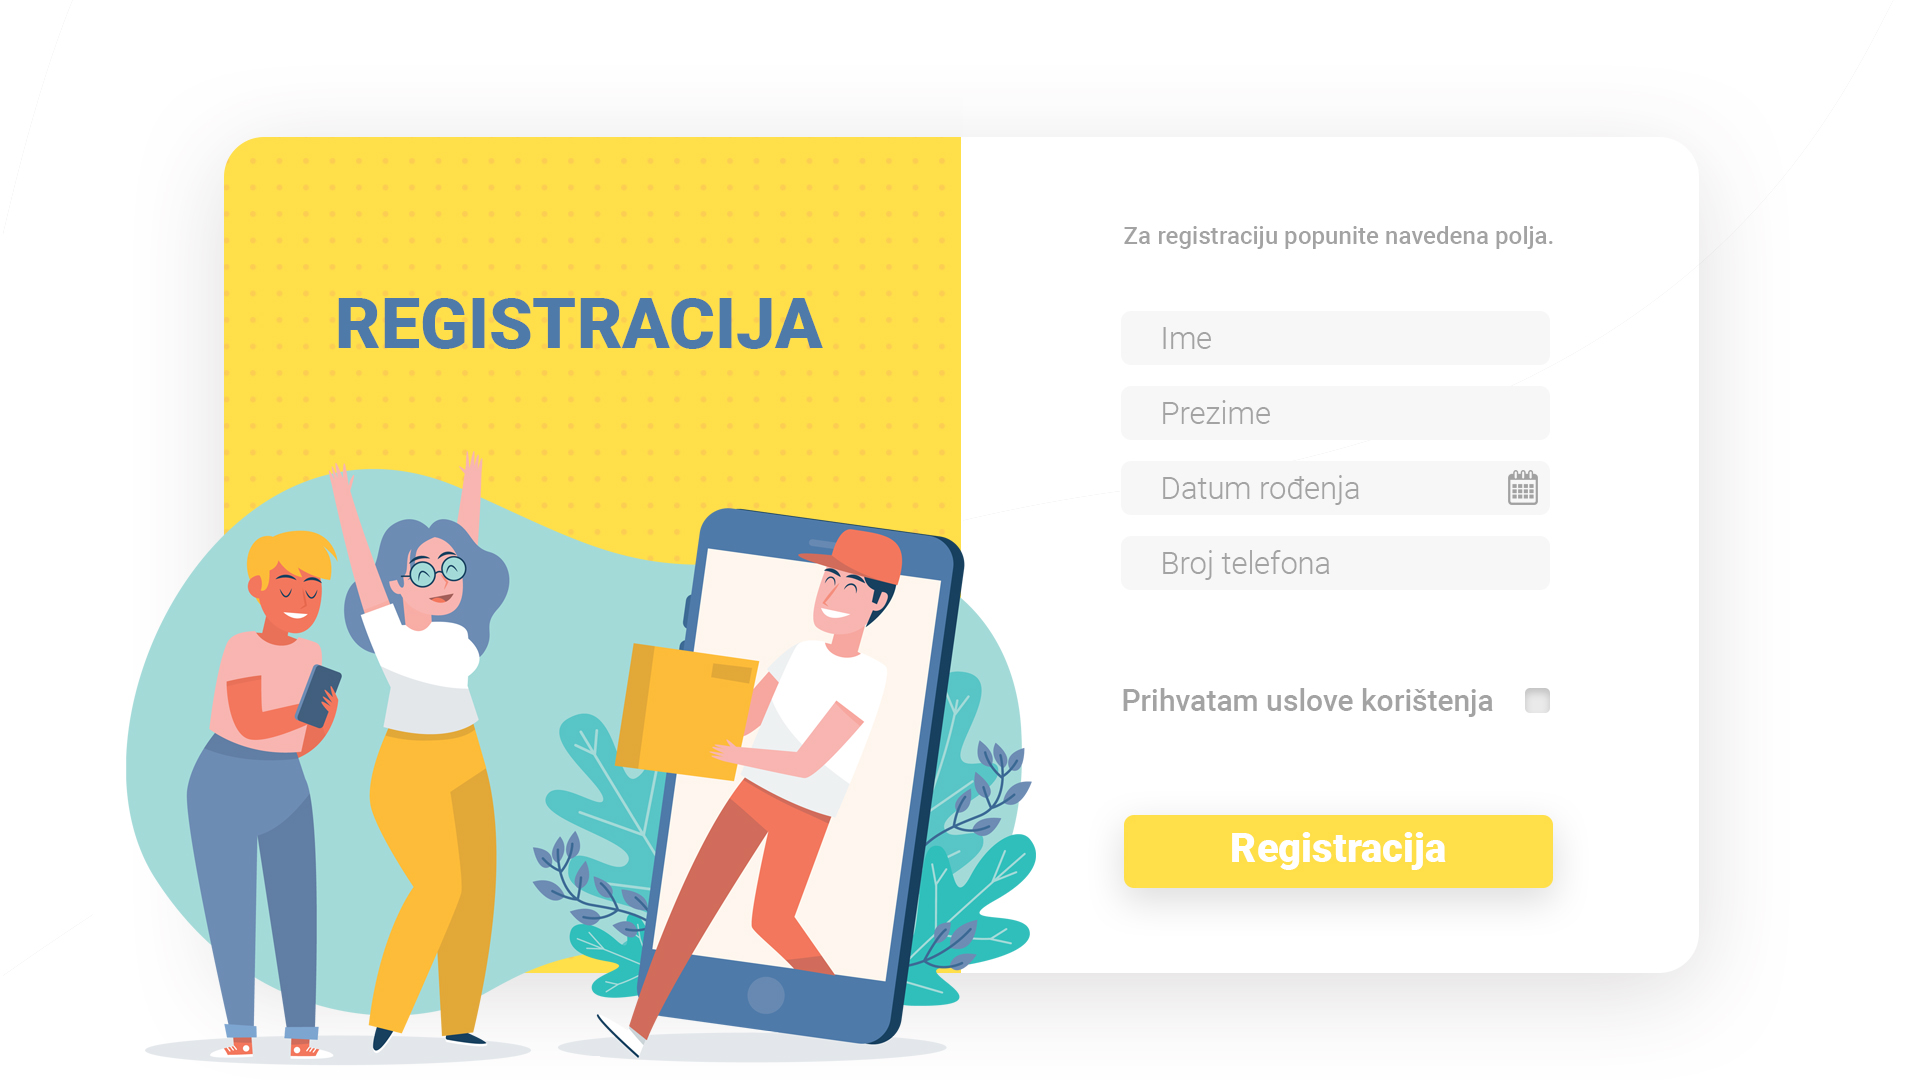 REGISTRACIJA
Za registraciju popunite navedena polja.
Ime
Prezime
Datum rođenja
Broj telefona
Prihvatam uslove korištenja
Registracija